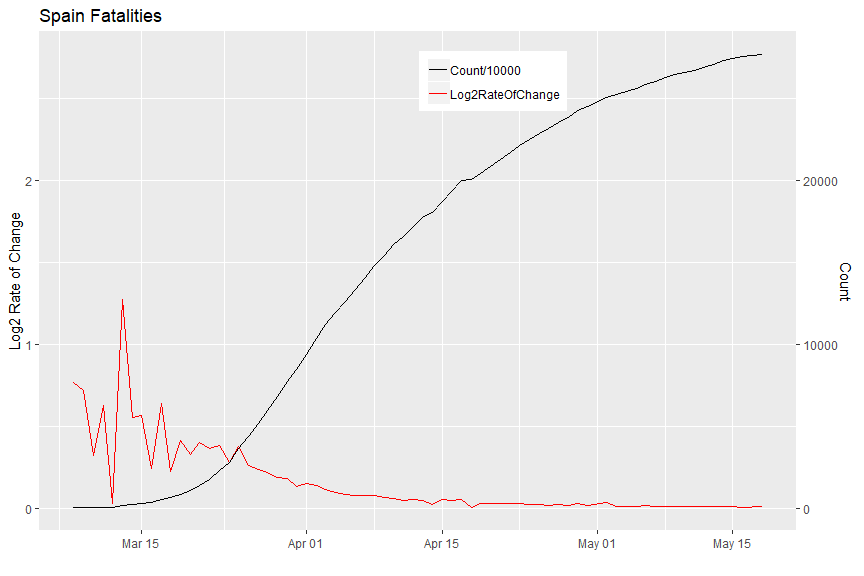 Spain Fatalities
Count/10000
Log2RateOfChange
Log2 Rate of Change
2
1
0
20000
10000
0
Count
Mar 15
Apr 01
Apr 15
May 01
May 15